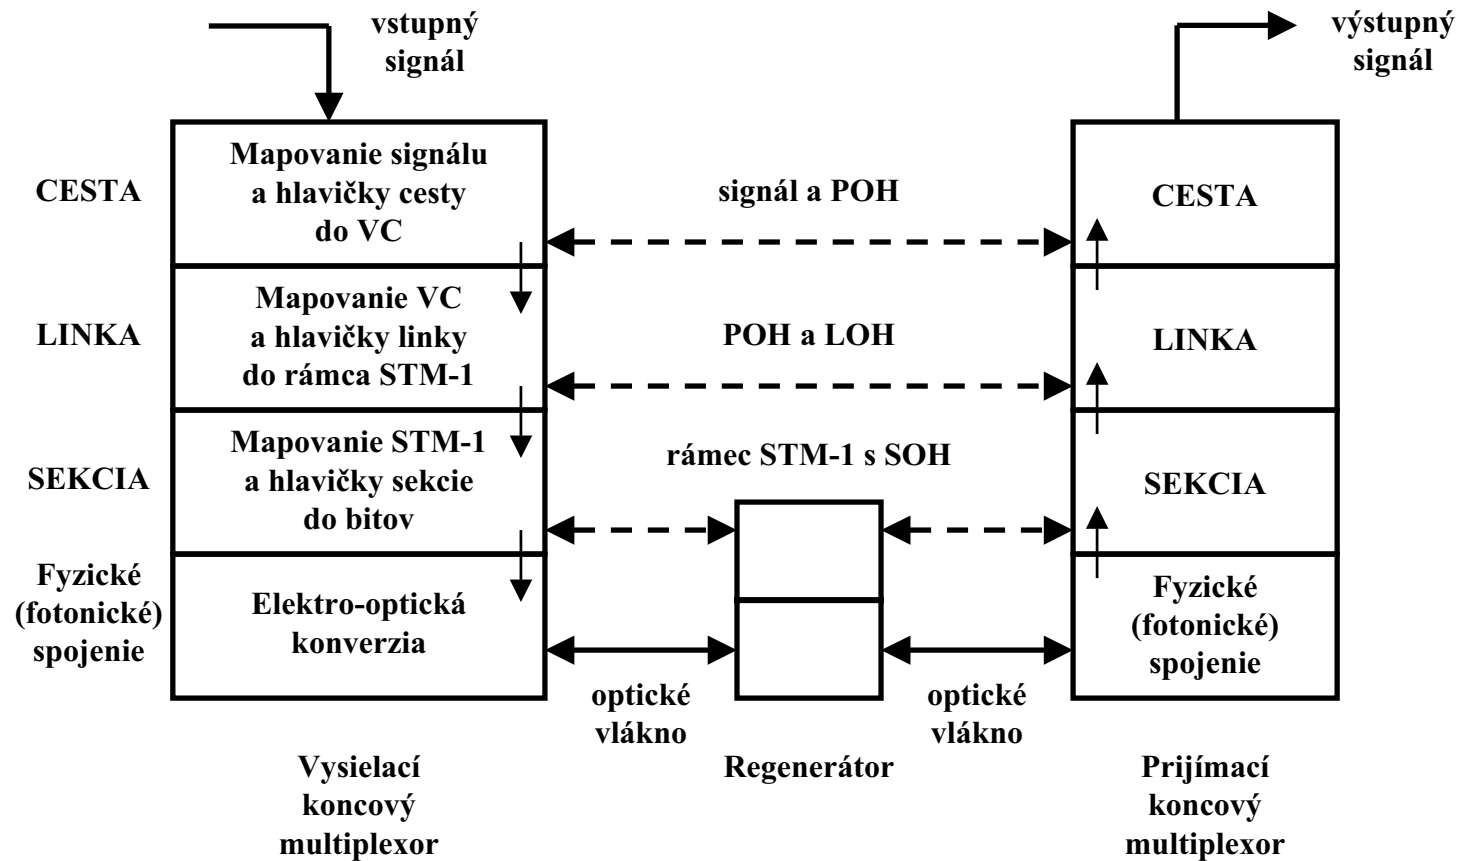 vstupný
signál
výstupný
signál
CESTA
Mapovanie signálu
a hlavičky cesty
do VC
signál a POH
CESTA
LINKA
Mapovanie VC
a hlavičky linky
do rámca STM-1
POH a LOH
LINKA
SEKCIA
Mapovanie STM-1
a hlavičky sekcie
do bitov
rámec STM-1 s SOH
SEKCIA
Fyzické
(fotonické)
spojenie
Elektro-optická
konverzia
optické
vlákno
optické
vlákno
Fyzické
(fotonické)
spojenie
Vysielací
koncový
multiplexor
Regenerátor
Prijímací
koncový
multiplexor